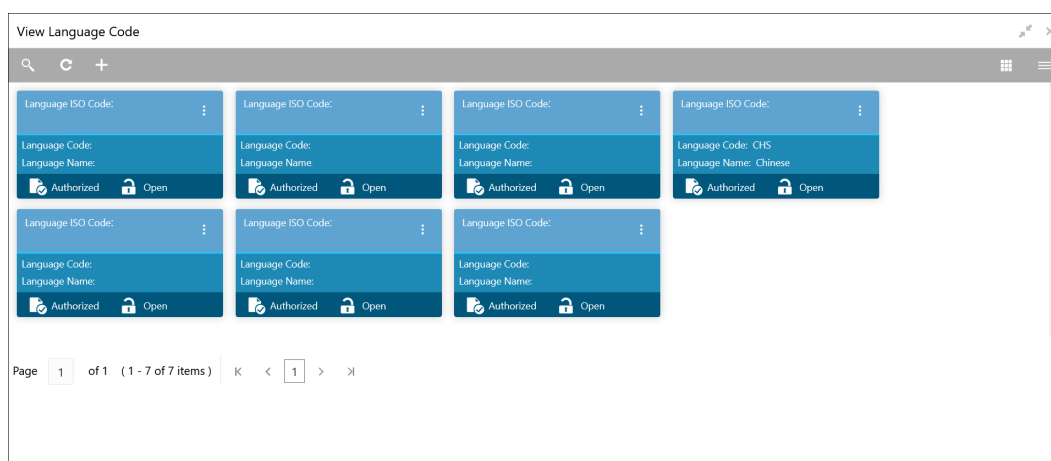 View Language Code
Language ISO Code:
Language ISO Code:
Language ISO Code:
Language ISO Code:
Language Code:
Language Code:
Language Code:
Language Code: CHS
Language Name:
Language Name
Language Name:
Language Name: Chinese
Authorized Open
Authorized Open
Authorized Open
Authorized Open
Language ISO Code:
Language ISO Code:
Language ISO Code:
Language Code:
Language Code:
Language Code:
Language Name:
Language Name:
Language Name:
Authorized Open
Authorized Open
Authorized Open
Page 1 of 1 ( 1 - 7 of 7 items ) 1